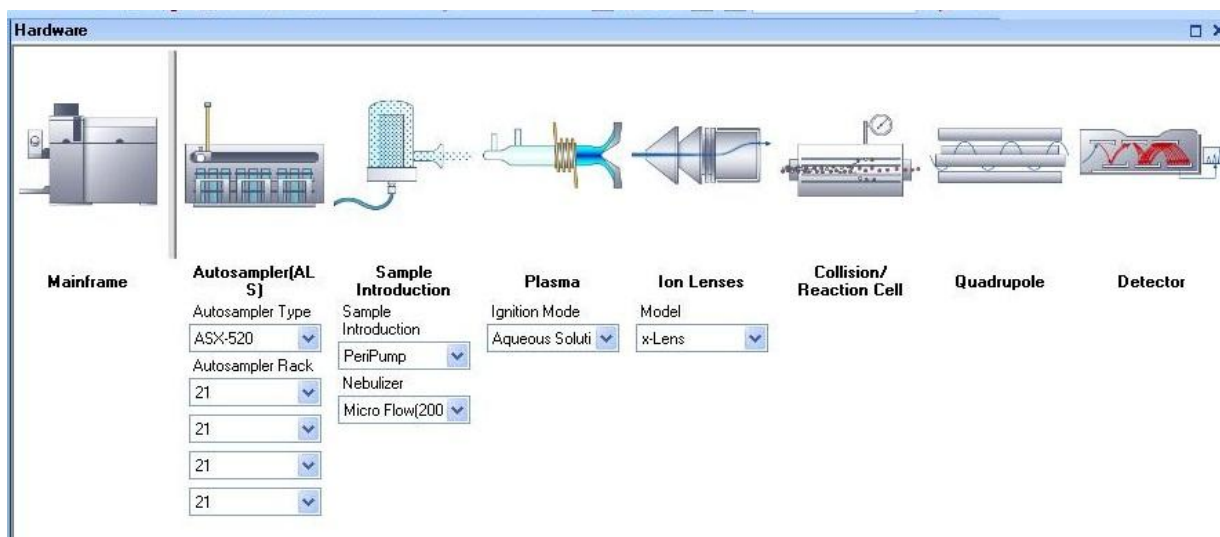 Hardware
Mainframe
Autosampler(AL
S)
Autosampler Type
ASX-520
Autosampler Rack
21
21
21
21
Sample
Introduction
Sample
Introduction
PeriPump
Nebulizer
Micro Flow(200
Plasma
Ignition Mode
Aqueous Soluti
Ion Lenses
Model
x-Lens
Collision/
Reaction Cell
Quadrupole
Detector